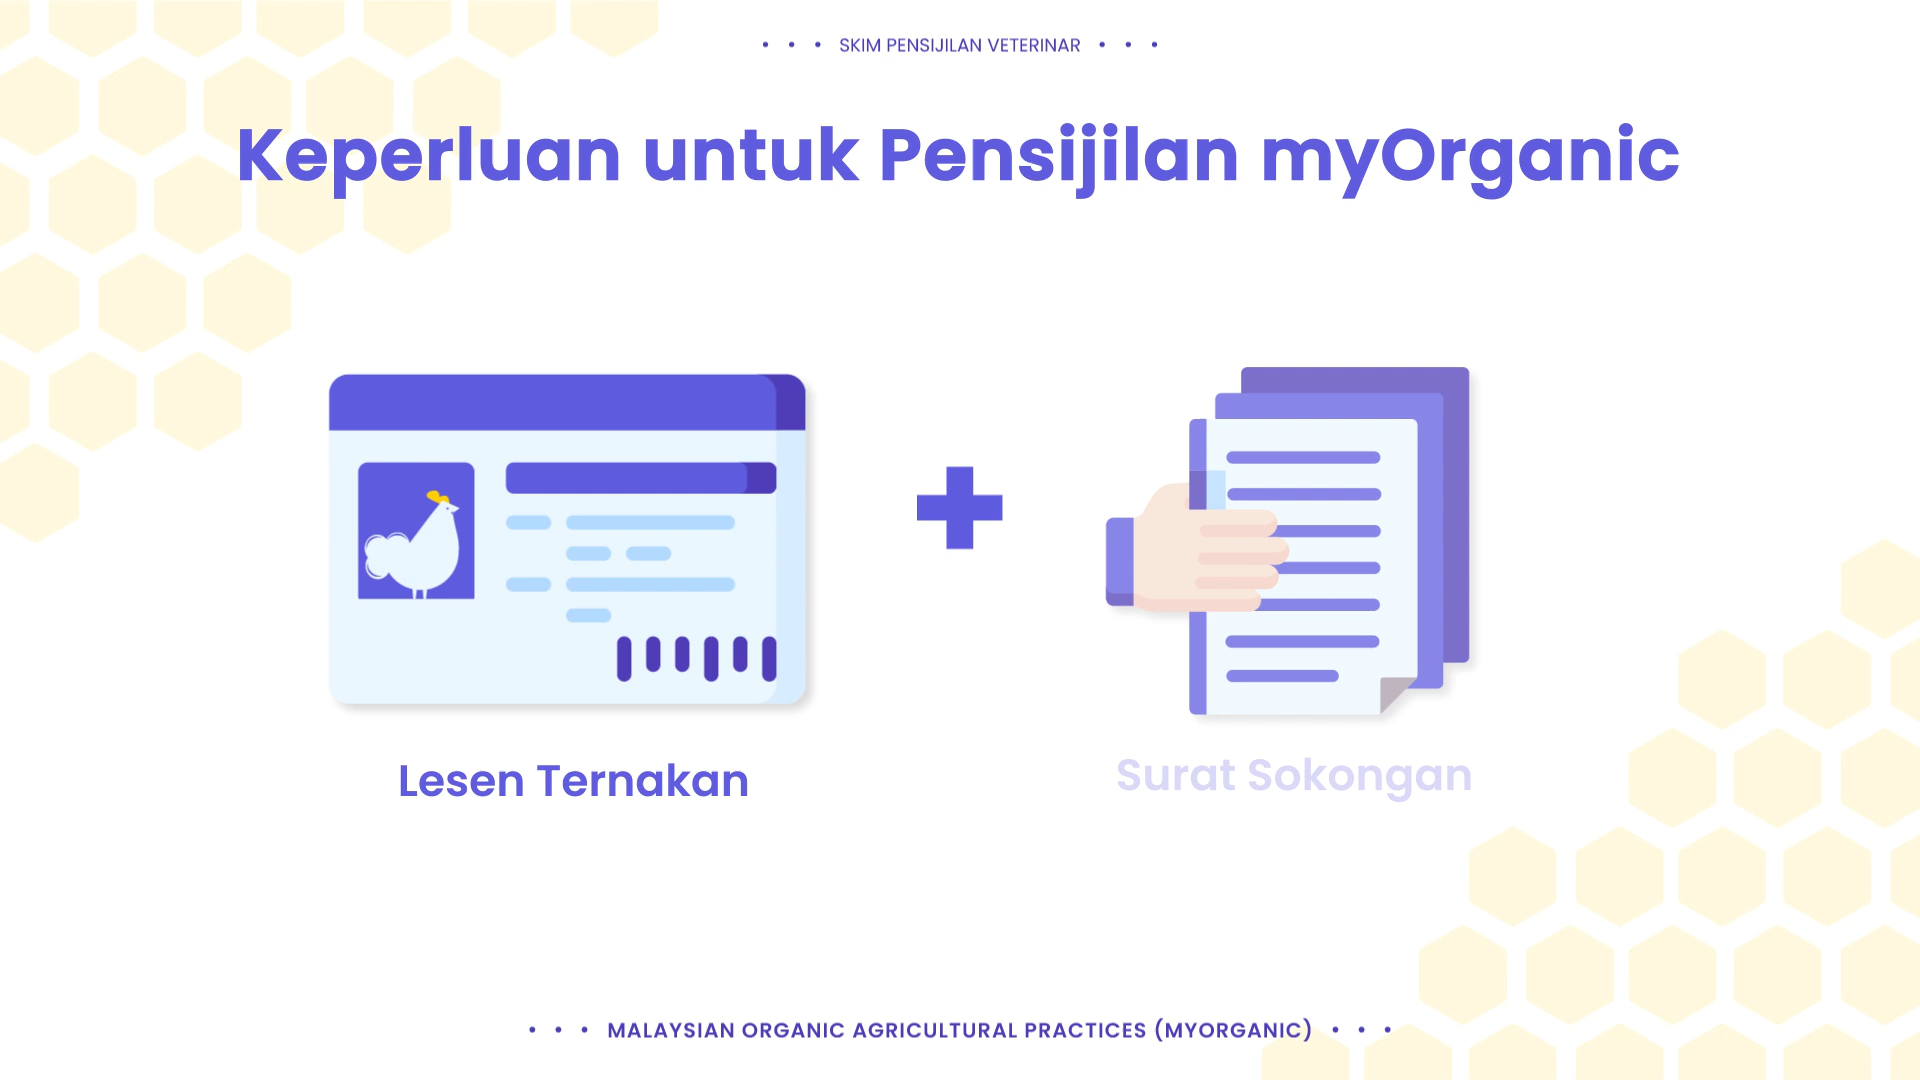 SKIM PENSIJILAN VETERINAR
Keperluan untuk Pensijilan myOrganic
Lesen Ternakan
Surat Sokongan
MALAYSIAN ORGANIC AGRICULTURAL PRACTICES (MYORGANIC)